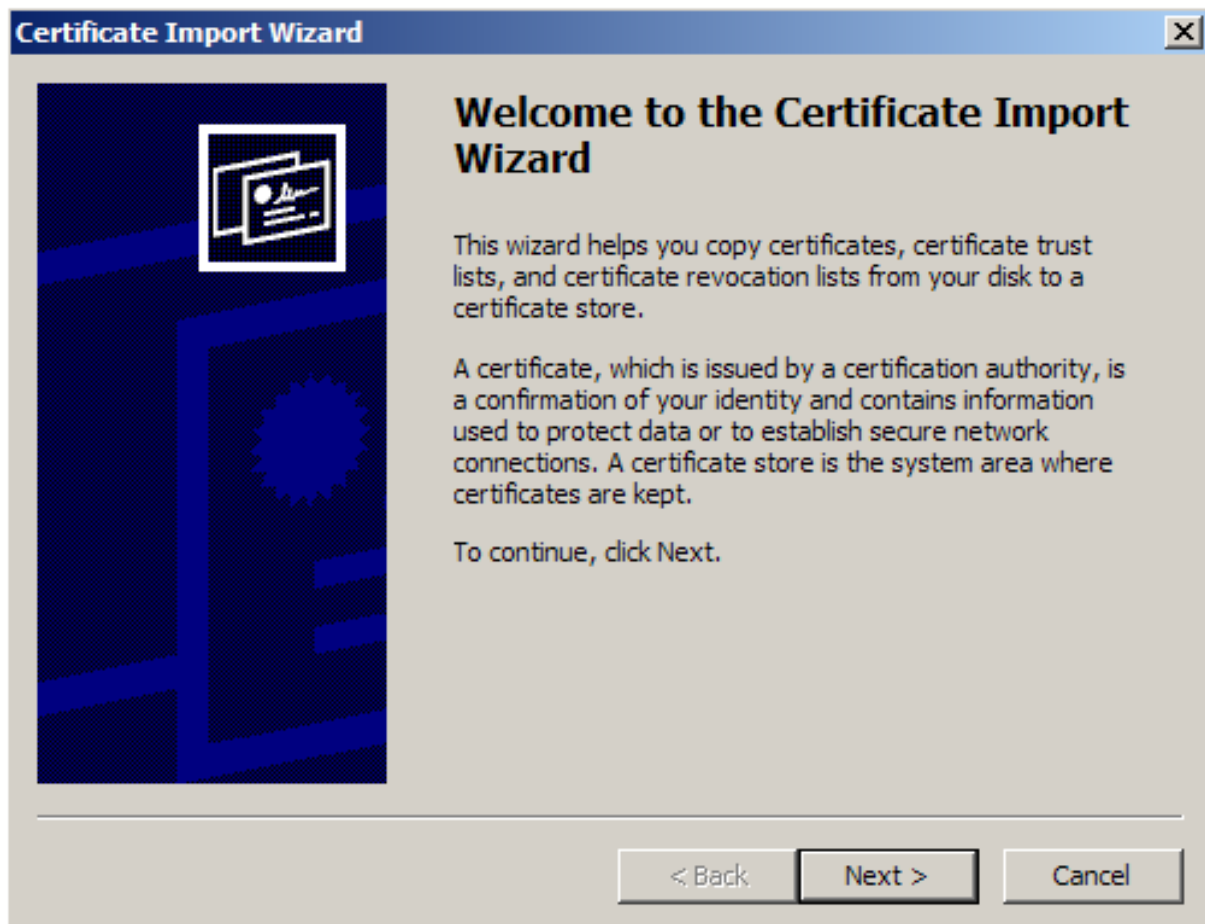 Certificate Import Wizard
Welcome to the Certificate Import
Wizard
This wizard helps you copy certificates, certificate trust
lists, and certificate revocation lists from your disk to a
certificate store.
A certificate, which is issued by a certification authority, is
a confirmation of your identity and contains information
used to protect data or to establish secure network
connections. A certificate store is the system area where
certificates are kept.
To continue, click Next.
< Back Next > Cancel